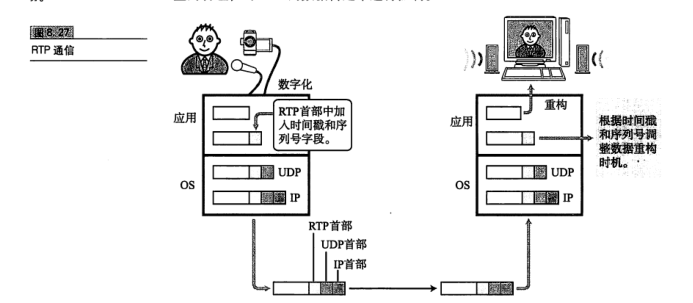 图8.27
RTP 通信
数字化
应用
RTP首部中加
入时间戳和序
列号字段。
OS
UDP
IP
重构
应用
根据时间戳
和序列号调
整数据重构
时机。
OS
UDP
IP
RTP首部
UDP首部
IP首部